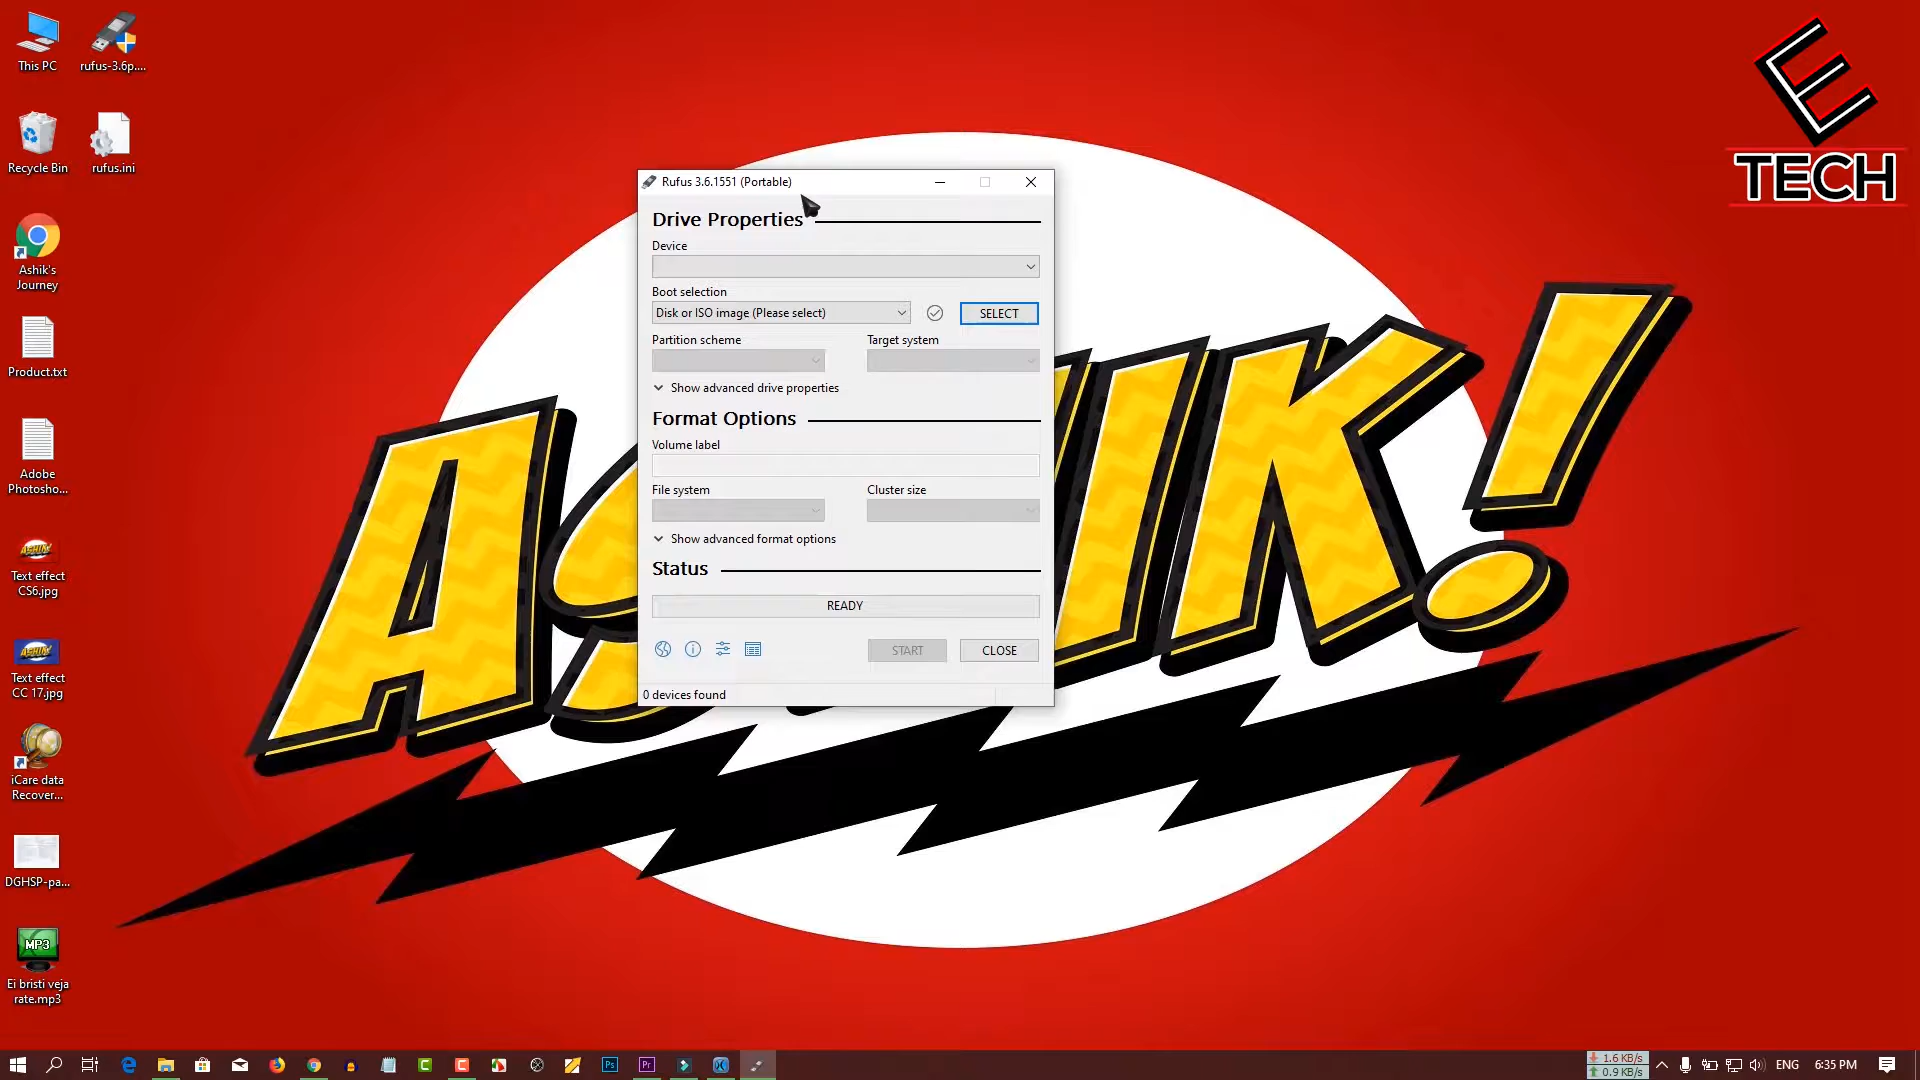 This PC
rufus-3.6p....
Recycle Bin
rufus.ini
Ashik's
Journey
Product.txt
Adobe
Photosho...
Text effect
CS6.jpg
Text effect
CC 17.jpg
iCare data
Recover...
DGHSP-pa...
MP3
Ei bristi veja
rate.mp3
E
TECH
ASHIK!
Rufus 3.6.1551 (Portable)
Drive Properties
Device
Boot selection
Disk or ISO image (Please select)
SELECT
Partition scheme
Target system
Show advanced drive properties
Format Options
Volume label
File system
Cluster size
Show advanced format options
Status
READY
START
CLOSE
0 devices found
Ps
Pr
1.6 KB/s
0.9 KB/s
ENG
6:35 PM